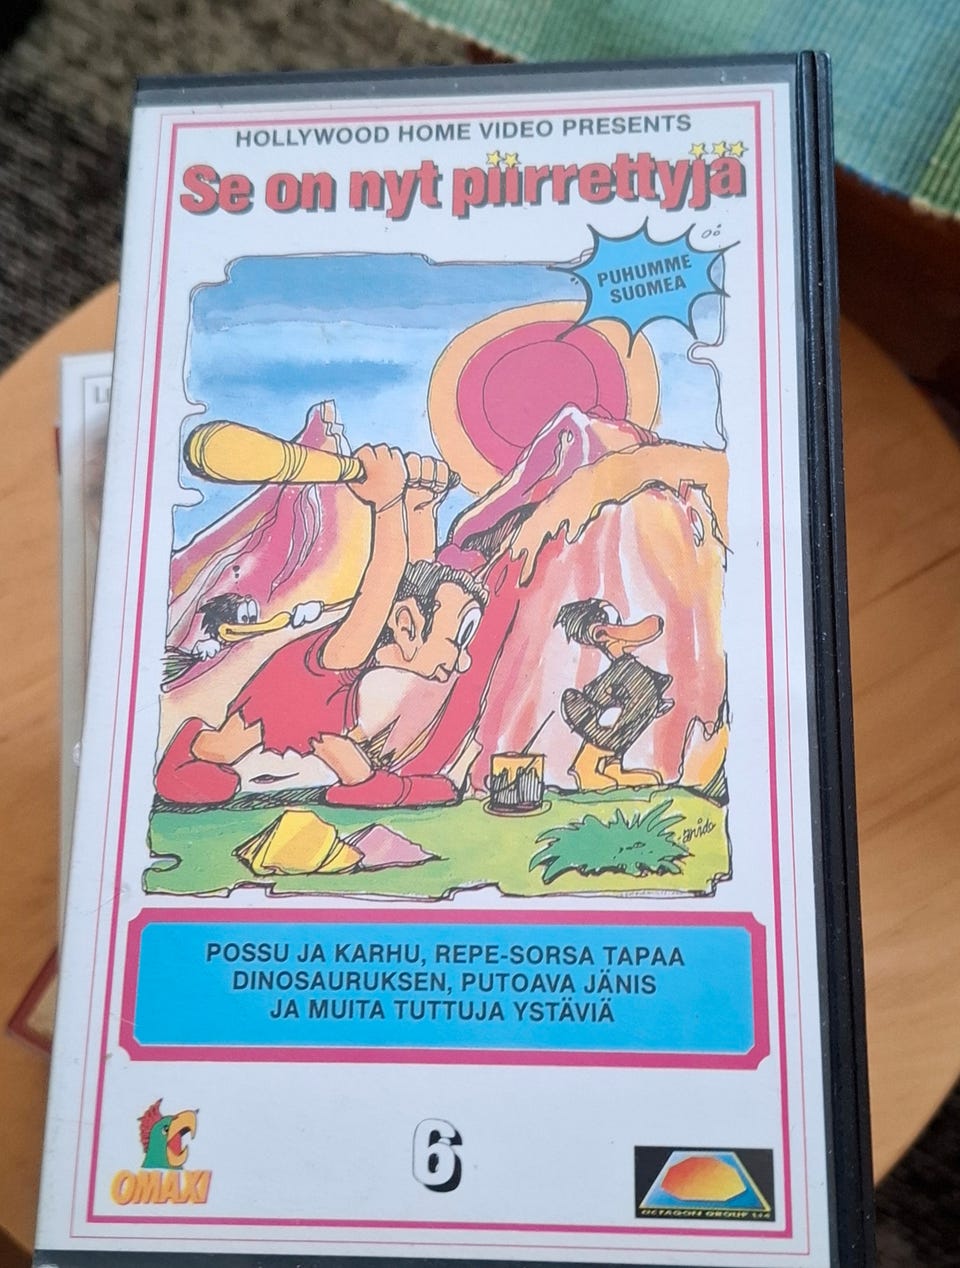 HOLLYWOOD HOME VIDEO PRESENTS
Se on nyt piirrettyjä
PUHUMME
SUOMEA
POSSU JA KARHU, REPE-SORSA TAPAA
DINOSAURUKSEN, PUTOAVA JÄNIS
JA MUITA TUTTUJA YSTÄVIÄ
OMAXI
6
OCTAGON GROUP Ltd